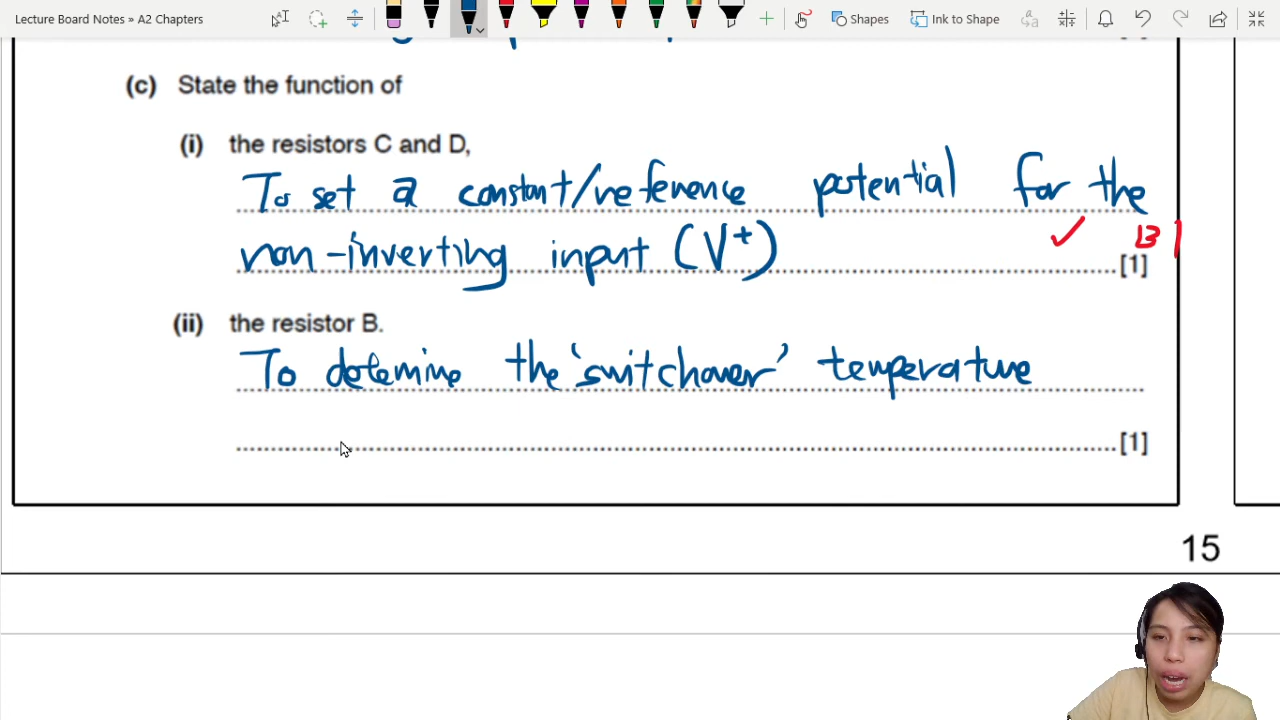 Lecture Board Notes » A2 Chapters
Shapes
Ink to Shape
(c) State the function of
(i) the resistors C and D,
To set a constant/reference potential for the
non-inverting input (V+)
✓ B1
[1]
(ii) the resistor B.
To determine the 'switchover' temperature
[1]
15